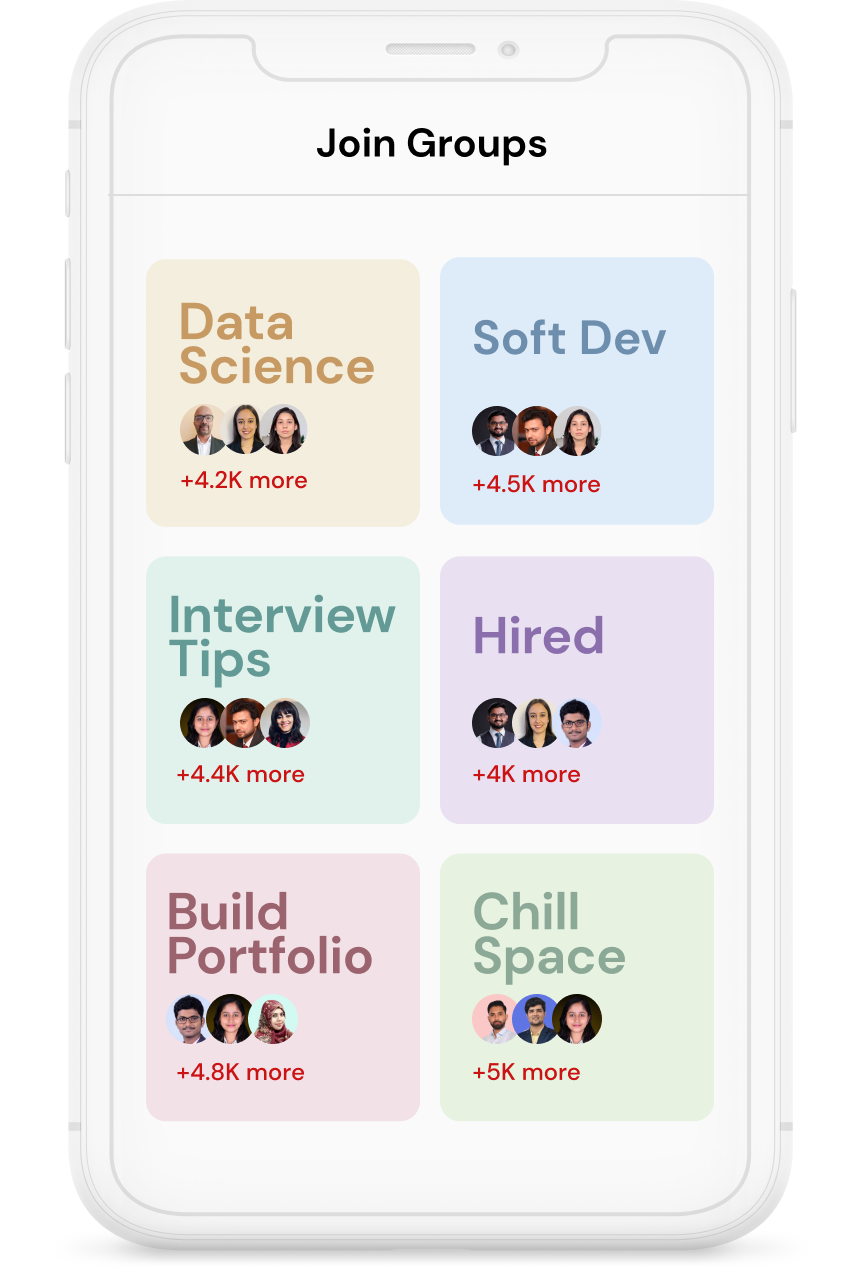 Join Groups
Data
Science
+4.2K more
Soft Dev
+4.5K more
Interview
Tips
+4.4K more
Hired
+4K more
Build
Portfolio
+4.8K more
Chill
Space
+5K more